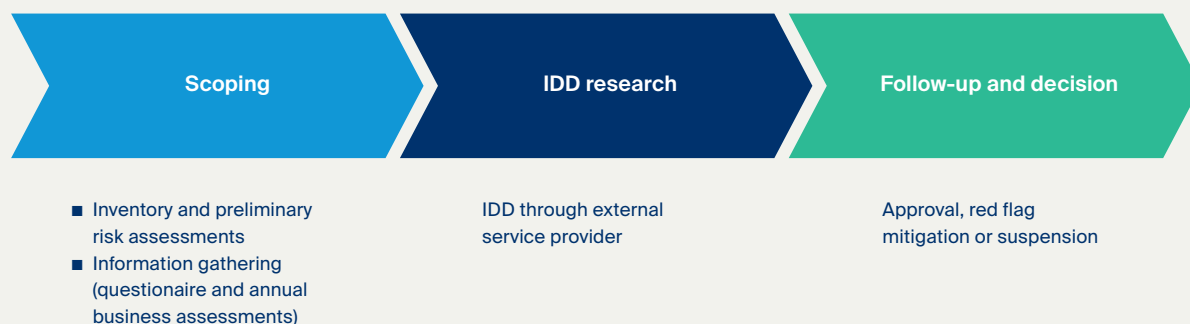 Scoping
IDD research
Follow-up and decision
■ Inventory and preliminary
risk assessments
■ Information gathering
(questionaire and annual
business assessments)
IDD through external
service provider
Approval, red flag
mitigation or suspension